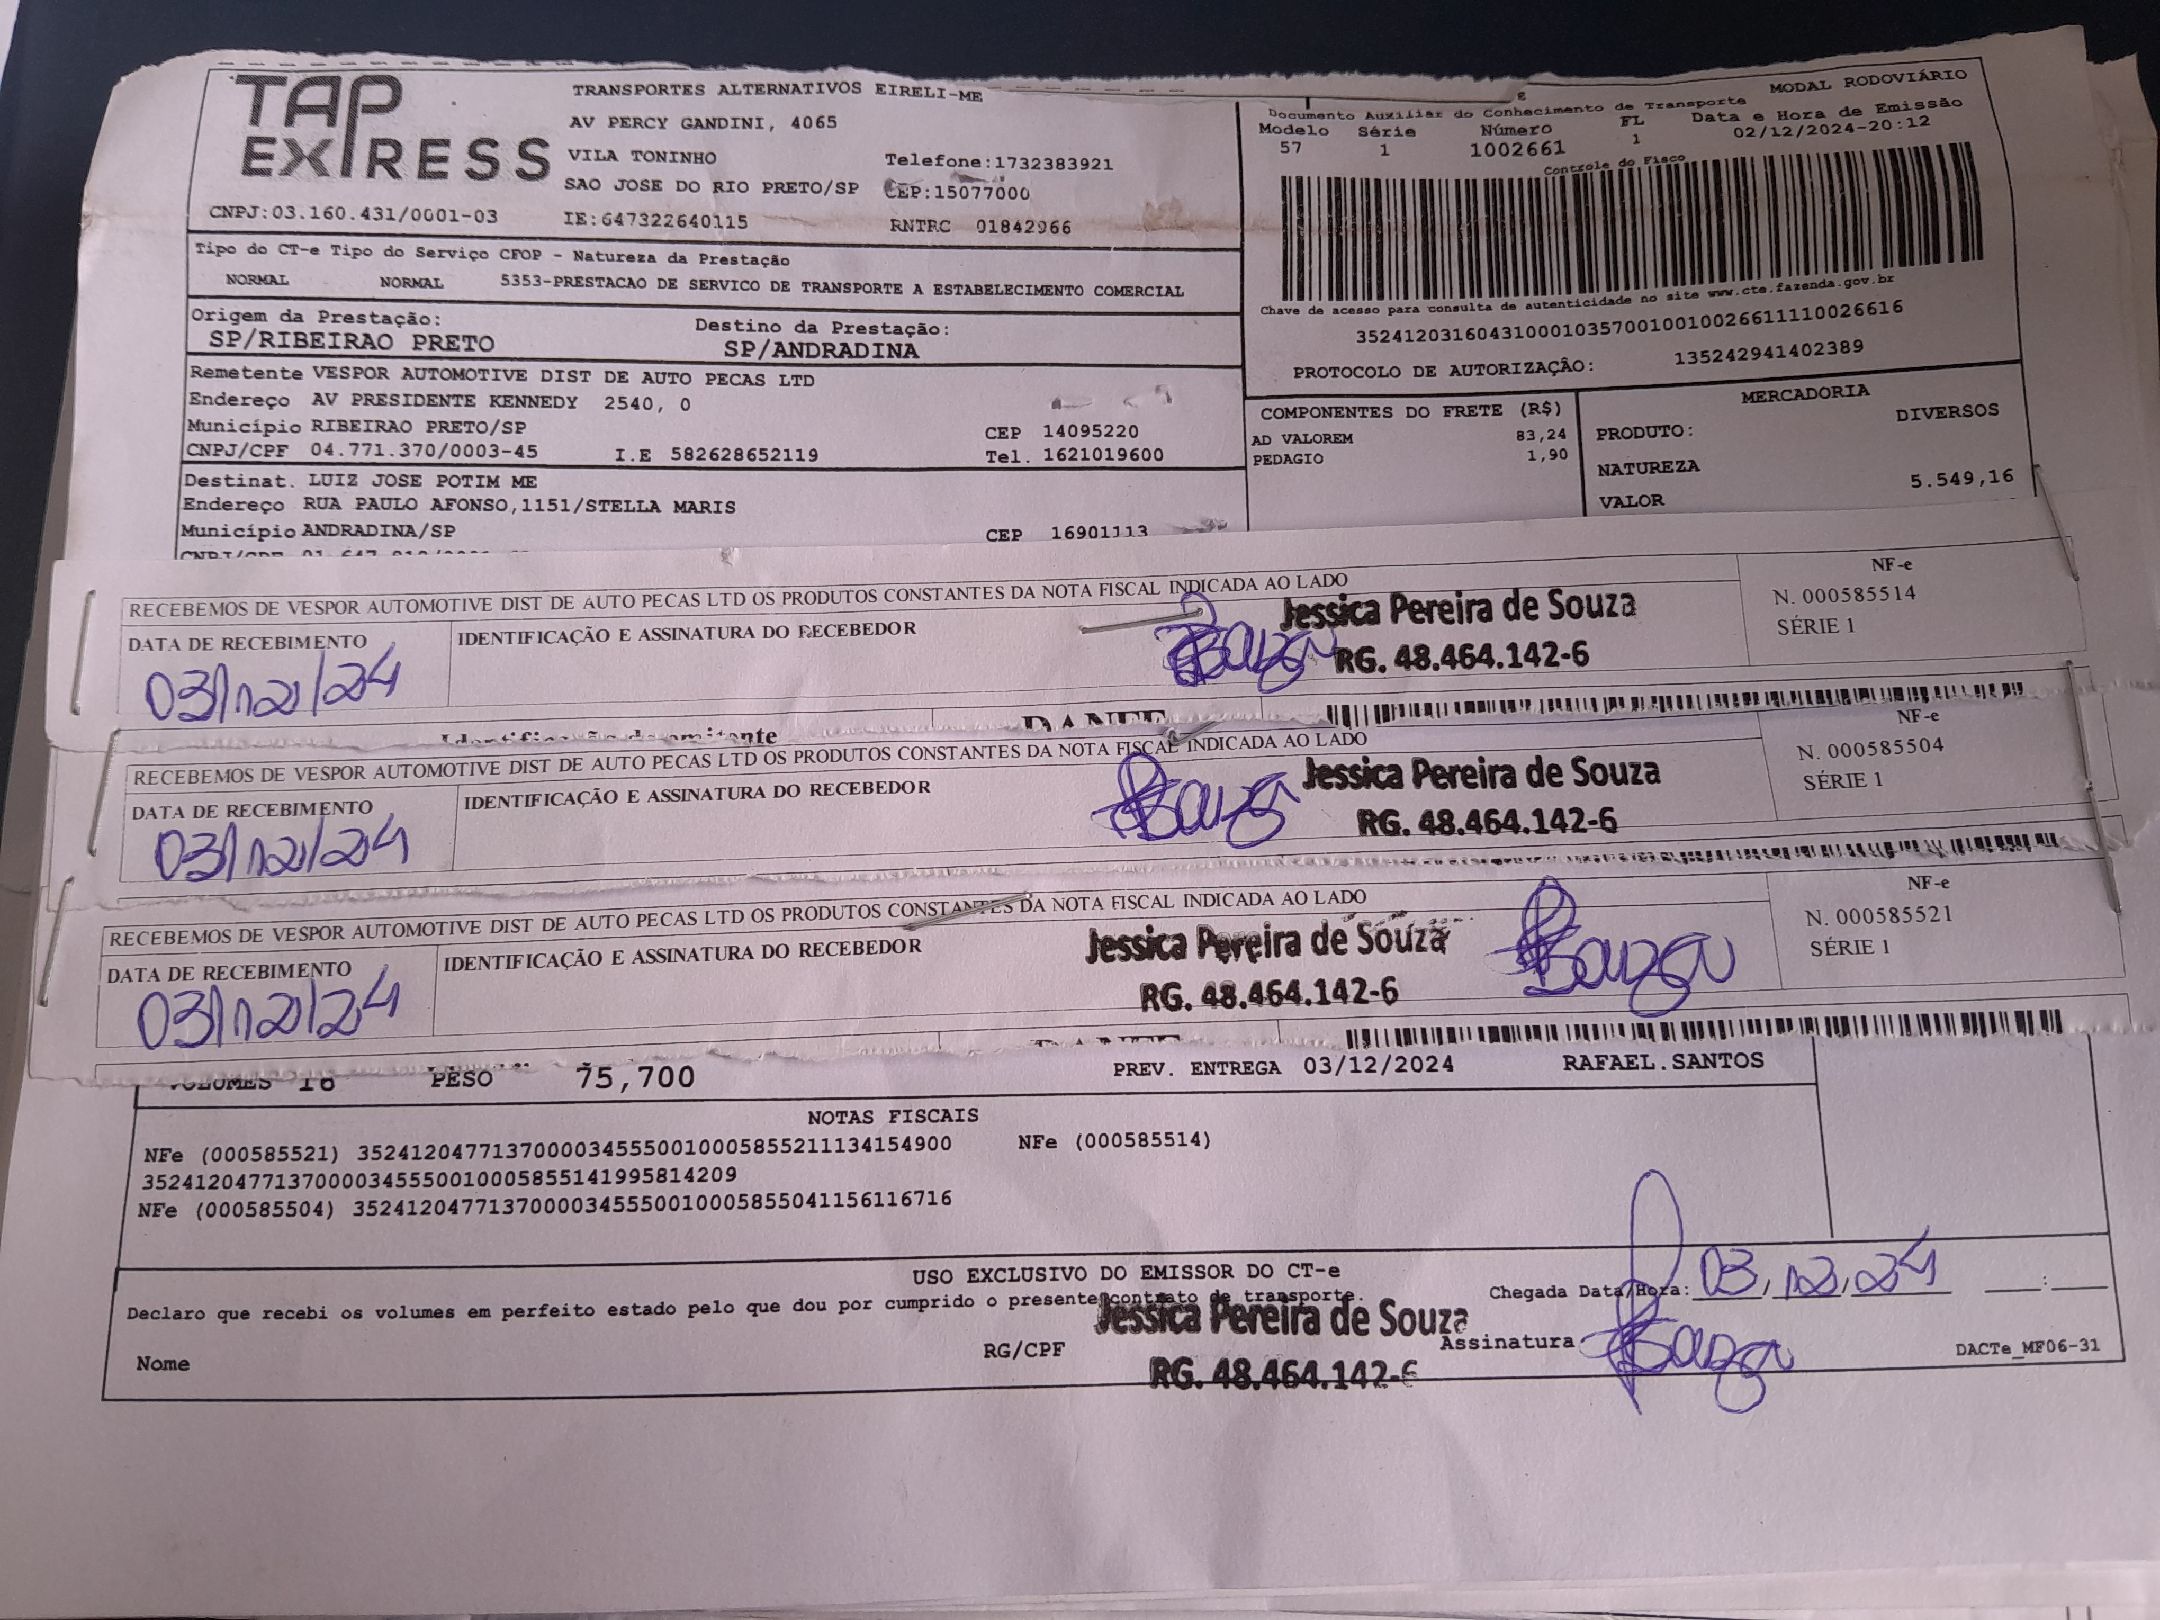 TAP EXPRESS
TRANSPORTES ALTERNATIVOS EIRELI-ME
AV PERCY GANDINI, 4065
VILA TONINHO Telefone:1732383921
SAO JOSE DO RIO PRETO/SP CEP:15077000
CNPJ:03.160.431/0001-03 IE:647322640115 RNTRC 01842966
MODAL RODOVIÁRIO
Documento Auxiliar do Conhecimento de Transporte
Modelo Série Número FL Data e Hora de Emissão
57 1 1002661 1 02/12/2024-20:12
Controle do Fisco
Chave de acesso para consulta de autenticidade no site www.cte.fazenda.gov.br
35241203160431000103570010010026611110026616
PROTOCOLO DE AUTORIZAÇÃO: 135242941402389
Tipo do CT-e Tipo do Serviço CFOP - Natureza da Prestação
NORMAL NORMAL 5353-PRESTACAO DE SERVICO DE TRANSPORTE A ESTABELECIMENTO COMERCIAL
Origem da Prestação: Destino da Prestação:
SP/RIBEIRAO PRETO SP/ANDRADINA
Remetente VESPOR AUTOMOTIVE DIST DE AUTO PECAS LTD
Endereço AV PRESIDENTE KENNEDY 2540, 0
Município RIBEIRAO PRETO/SP CEP 14095220
CNPJ/CPF 04.771.370/0003-45 I.E 582628652119 Tel. 1621019600
COMPONENTES DO FRETE (R$)
AD VALOREM 83,24
PEDAGIO 1,90
MERCADORIA
PRODUTO: DIVERSOS
NATUREZA
VALOR 5.549,16
Destinat. LUIZ JOSE POTIM ME
Endereço RUA PAULO AFONSO,1151/STELLA MARIS
Município ANDRADINA/SP CEP 16901113
RECEBEMOS DE VESPOR AUTOMOTIVE DIST DE AUTO PECAS LTD OS PRODUTOS CONSTANTES DA NOTA FISCAL INDICADA AO LADO
DATA DE RECEBIMENTO IDENTIFICAÇÃO E ASSINATURA DO RECEBEDOR
03/12/24
Souza
Jessica Pereira de Souza
RG. 48.464.142-6
NF-e
N. 000585514
SÉRIE 1
Identificação do emitente DANFE
RECEBEMOS DE VESPOR AUTOMOTIVE DIST DE AUTO PECAS LTD OS PRODUTOS CONSTANTES DA NOTA FISCAL INDICADA AO LADO
DATA DE RECEBIMENTO IDENTIFICAÇÃO E ASSINATURA DO RECEBEDOR
03/12/24
Souza
Jessica Pereira de Souza
RG. 48.464.142-6
NF-e
N. 000585504
SÉRIE 1
RECEBEMOS DE VESPOR AUTOMOTIVE DIST DE AUTO PECAS LTD OS PRODUTOS CONSTANTES DA NOTA FISCAL INDICADA AO LADO
DATA DE RECEBIMENTO IDENTIFICAÇÃO E ASSINATURA DO RECEBEDOR
03/12/24
Jessica Pereira de Souza
RG. 48.464.142-6
Souza
NF-e
N. 000585521
SÉRIE 1
VOLUMES 16 PESO 75,700 PREV. ENTREGA 03/12/2024 RAFAEL.SANTOS
NOTAS FISCAIS
NFe (000585521) 35241204771370000345550010005855211134154900 NFe (000585514)
35241204771370000345550010005855141995814209
NFe (000585504) 35241204771370000345550010005855041156116716
USO EXCLUSIVO DO EMISSOR DO CT-e
Declaro que recebi os volumes em perfeito estado pelo que dou por cumprido o presente contrato de transporte.
Chegada Data/Hora: 03,12,24
Jessica Pereira de Souza
Nome RG/CPF RG. 48.464.142-6 Assinatura Souza
DACTe_MF06-31